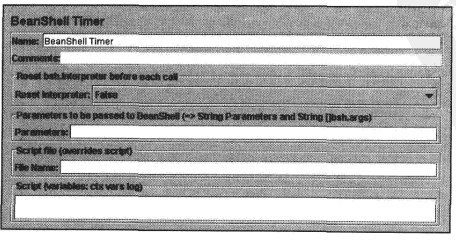 BeanShell Timer
Name: BeanShell Timer
Comments:
Reset bsh.Interpreter before each call
Reset Interpreter: False
Parameters to be passed to BeanShell (=> String Parameters and String []bsh.args)
Parameters:
Script file (overrides script)
File Name:
Script (variables: ctx vars log)